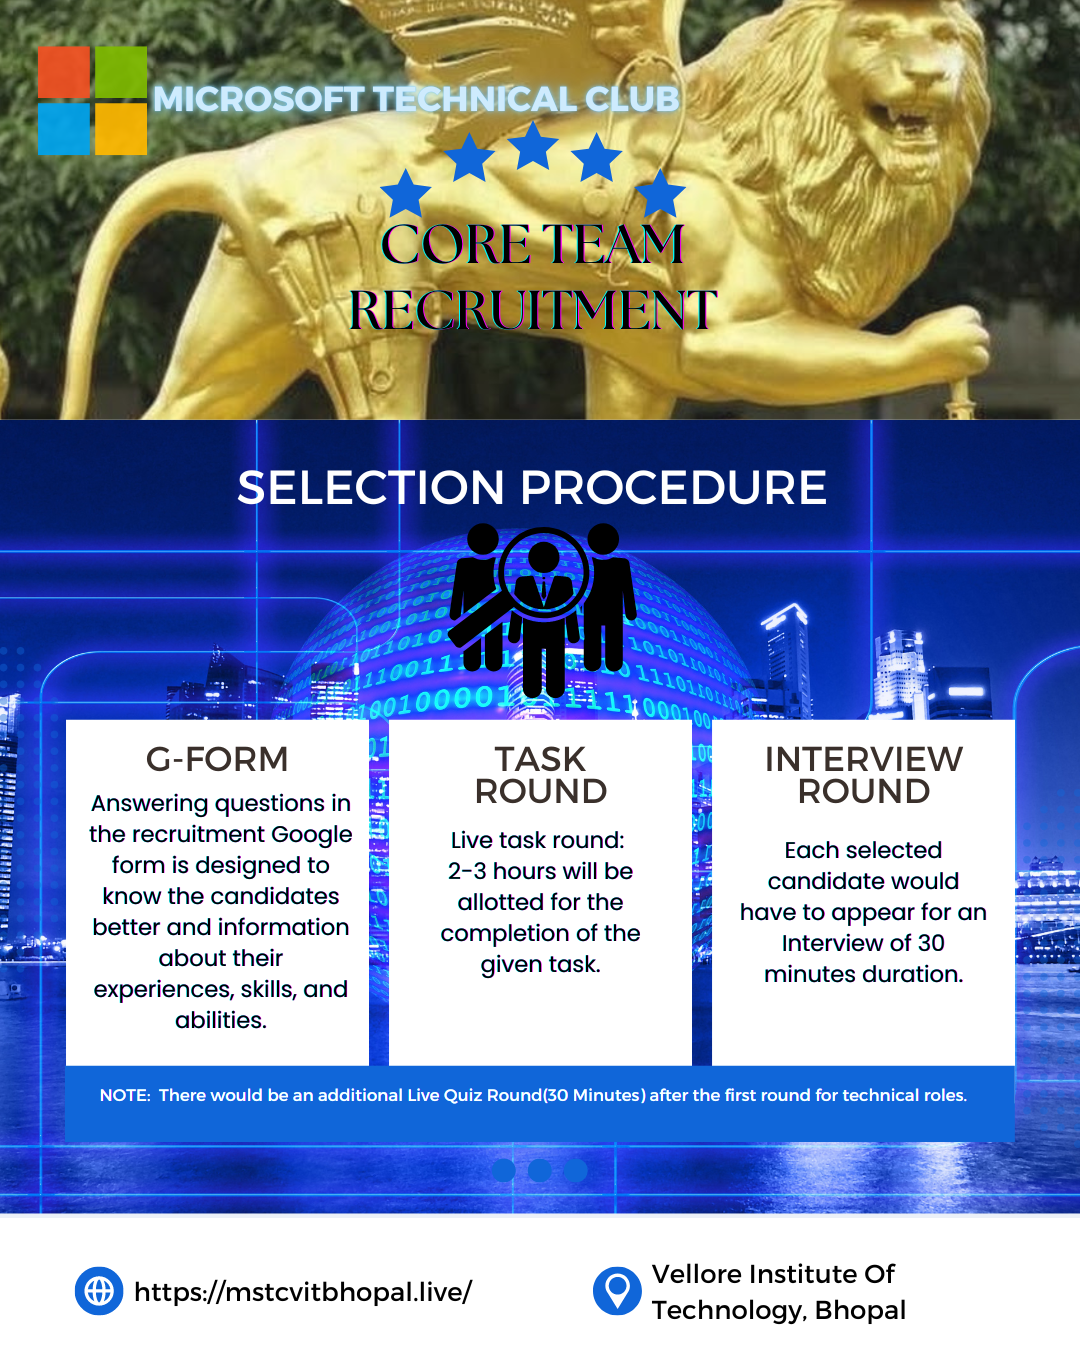 MICROSOFT TECHNICAL CLUB
CORE TEAM
RECRUITMENT
SELECTION PROCEDURE
G-FORM
Answering questions in
the recruitment Google
form is designed to
know the candidates
better and information
about their
experiences, skills, and
abilities.
TASK
ROUND
Live task round:
2-3 hours will be
allotted for the
completion of the
given task.
INTERVIEW
ROUND
Each selected
candidate would
have to appear for an
Interview of 30
minutes duration.
NOTE: There would be an additional Live Quiz Round(30 Minutes) after the first round for technical roles.
https://mstcvitbhopal.live/
Vellore Institute Of
Technology, Bhopal